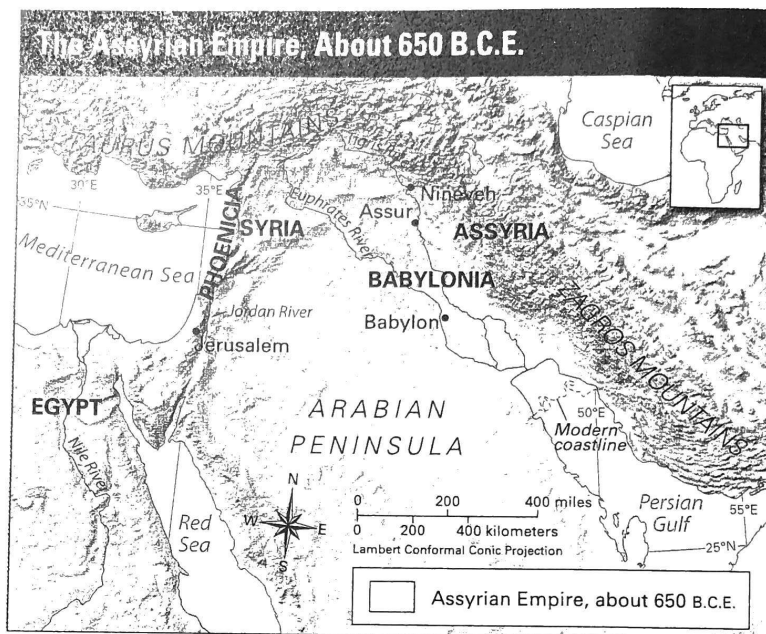 The Assyrian Empire, About 650 B.C.E.
Caspian
Sea
TAURUS MOUNTAINS
Tigris R.
30°E
35°E
35°N
Nineveh
Euphrates River
Assur
SYRIA
ASSYRIA
PHOENICIA
Mediterranean Sea
BABYLONIA
ZAGROS MOUNTAINS
Jordan River
Babylon
Jerusalem
EGYPT
ARABIAN
PENINSULA
50°E
Modern
coastline
Nile River
N
W
E
S
Red
Sea
0 200 400 miles
0 200 400 kilometers
Lambert Conformal Conic Projection
Persian
Gulf
55°E
25°N
Assyrian Empire, about 650 B.C.E.